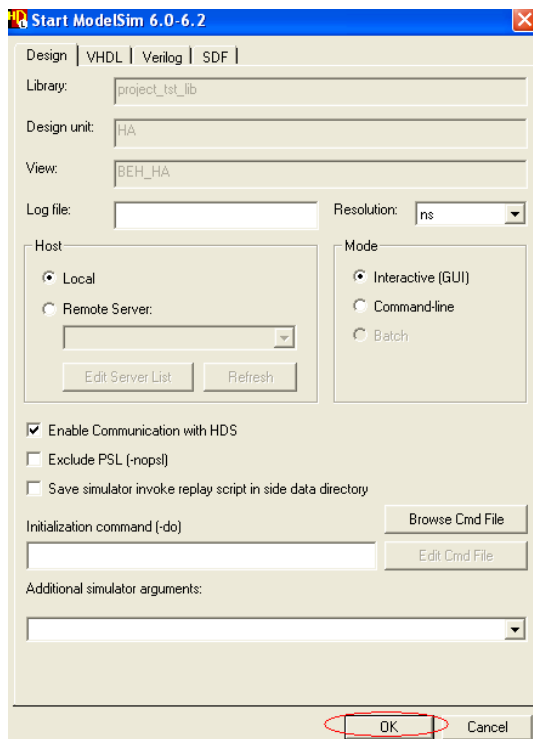 Start ModelSim 6.0-6.2
Design VHDL Verilog SDF
Library: project_tst_lib
Design unit: HA
View: BEH_HA
Log file: Resolution: ns
Host Mode
Local Interactive (GUI)
Remote Server: Command-line
Batch
Edit Server List Refresh
Enable Communication with HDS
Exclude PSL (-nopsl)
Save simulator invoke replay script in side data directory
Initialization command (-do) Browse Cmd File
Edit Cmd File
Additional simulator arguments:
OK Cancel